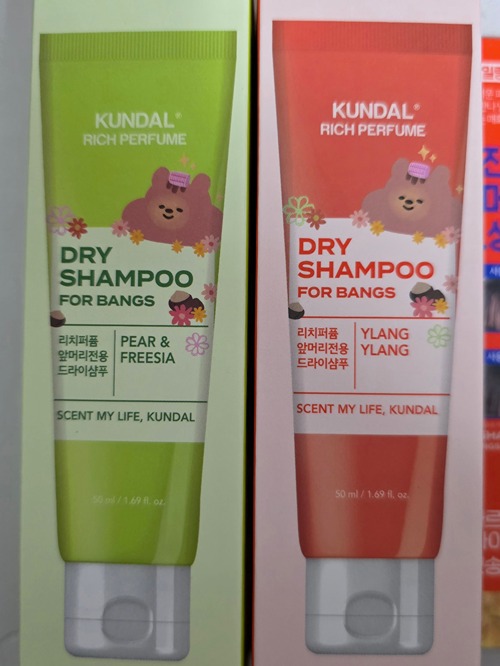 KUNDAL®
RICH PERFUME
DRY
SHAMPOO
FOR BANGS
리치퍼퓸
앞머리전용
드라이샴푸
PEAR &
FREESIA
SCENT MY LIFE, KUNDAL
50 ml / 1.69 fl. oz.
KUNDAL®
RICH PERFUME
DRY
SHAMPOO
FOR BANGS
리치퍼퓸
앞머리전용
드라이샴푸
YLANG
YLANG
SCENT MY LIFE, KUNDAL
50 ml / 1.69 fl. oz.